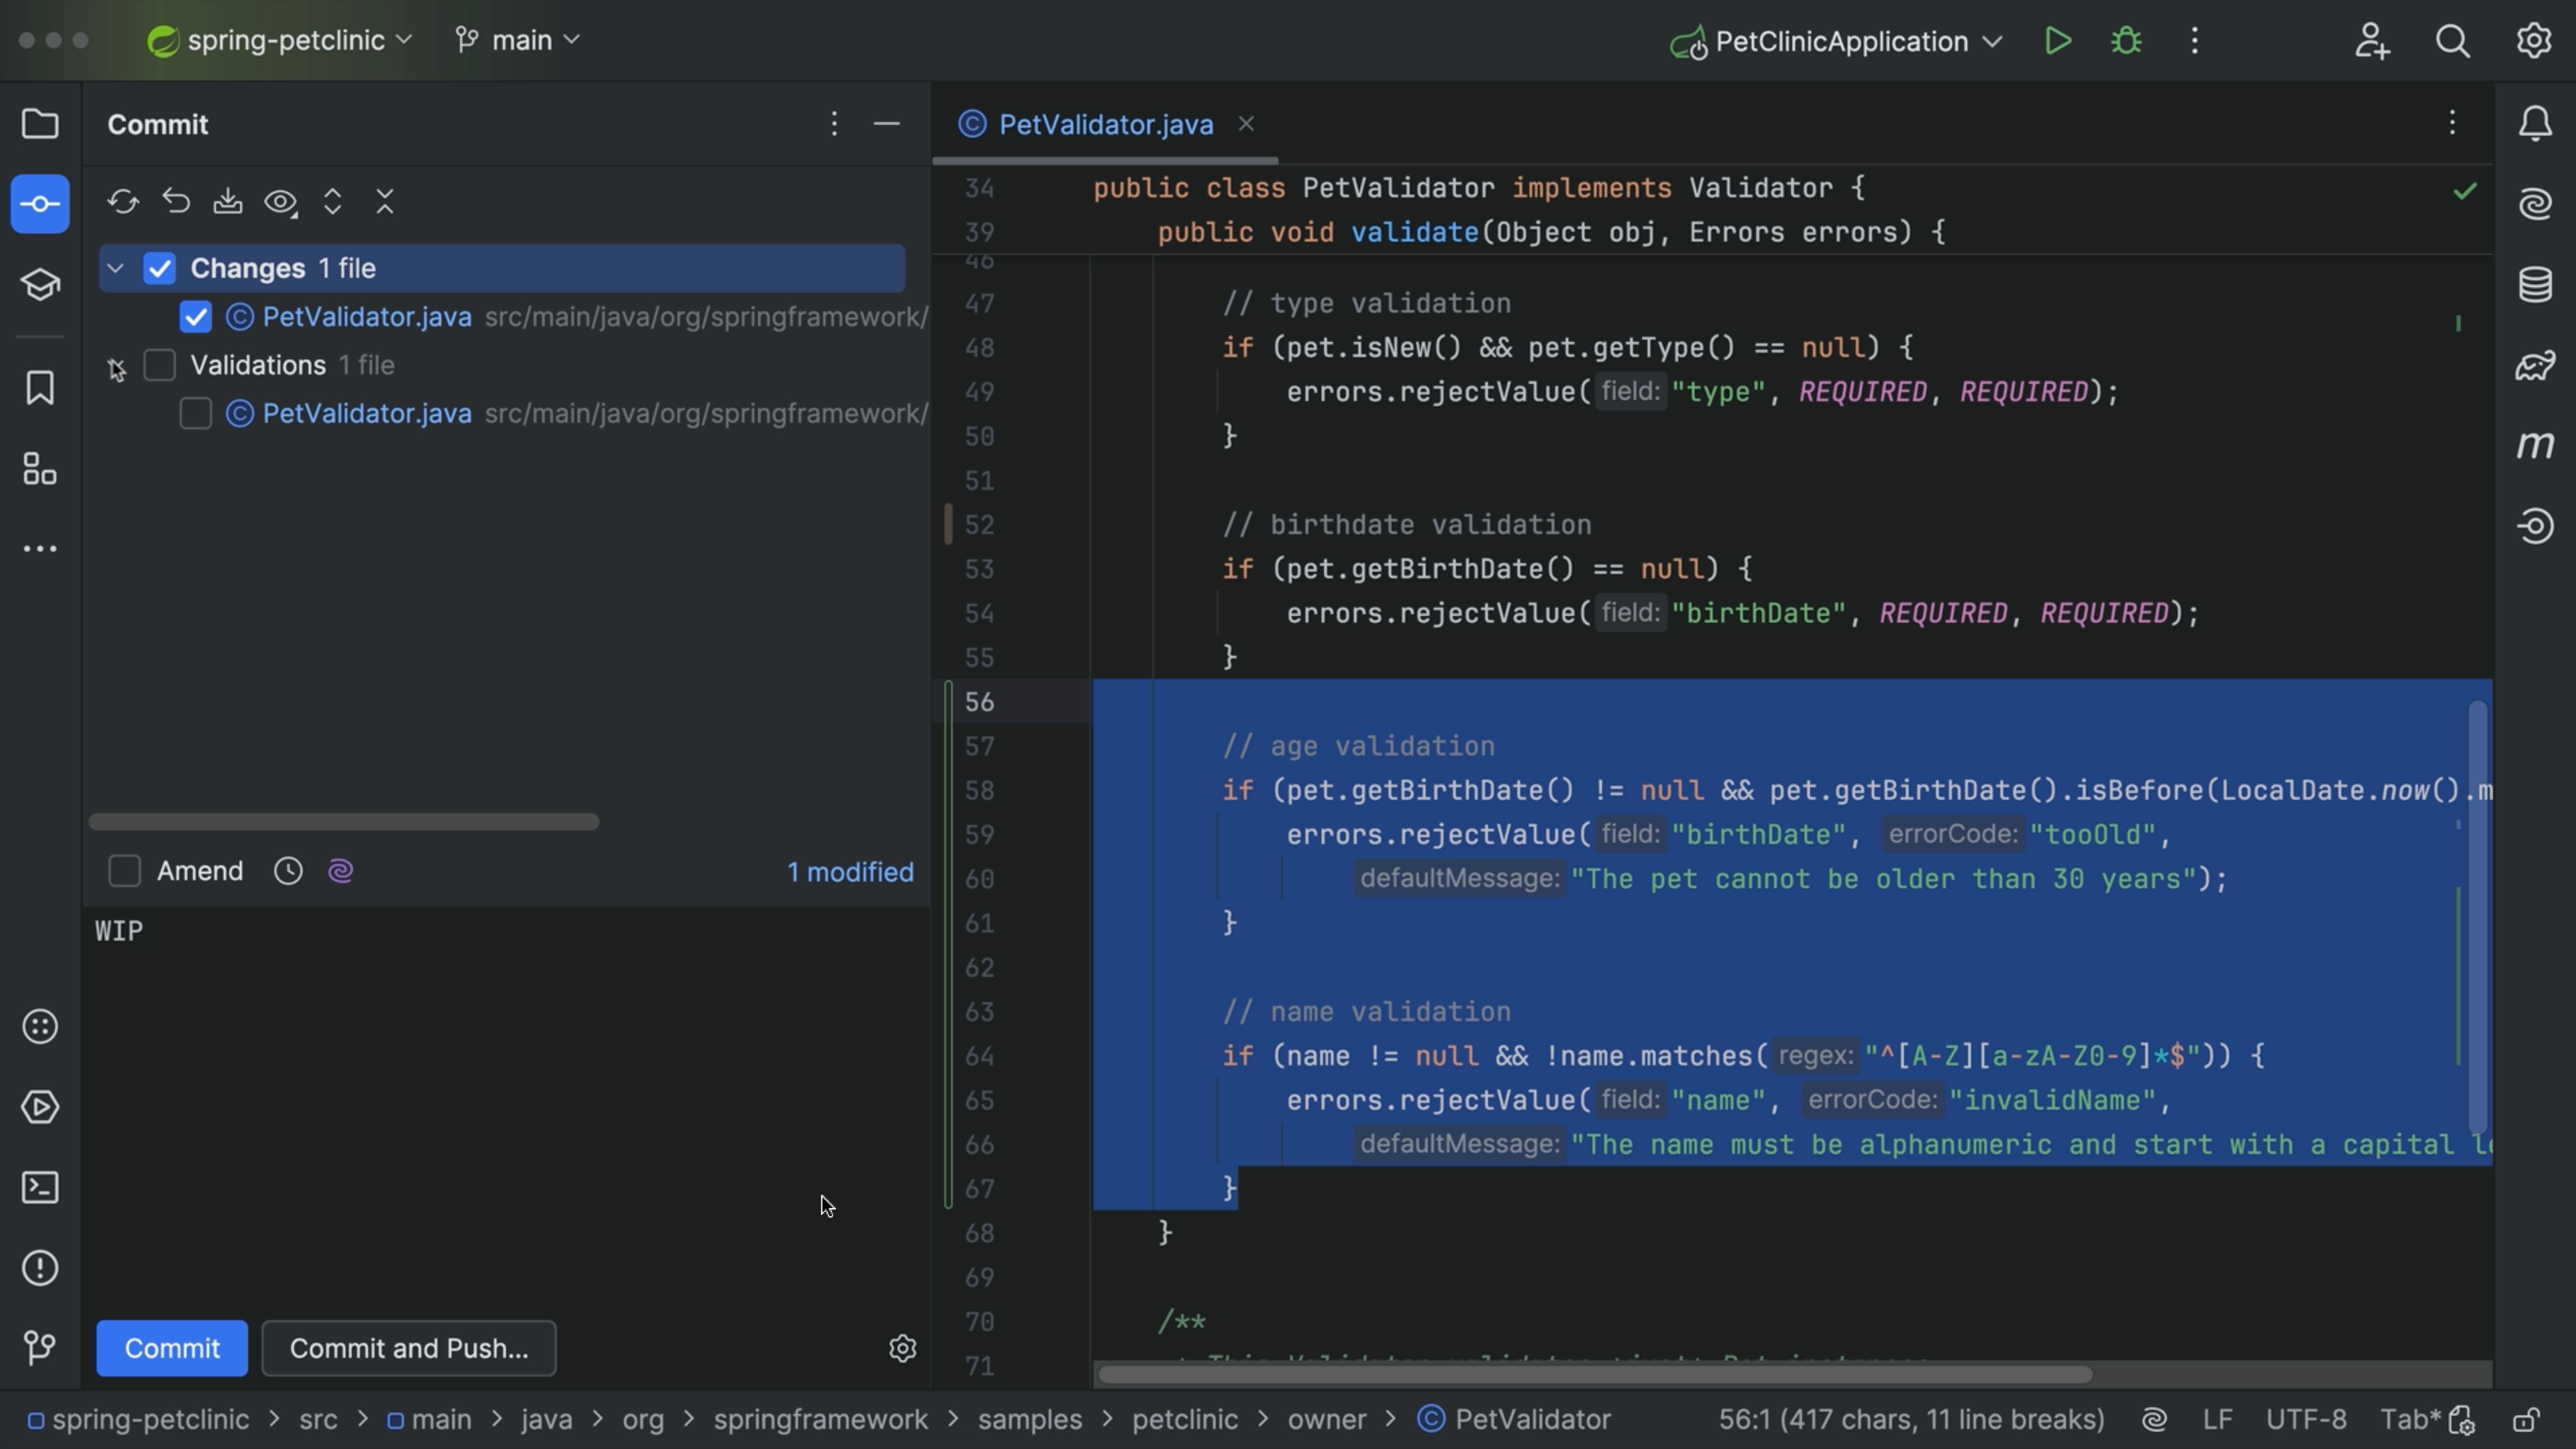 spring-petclinic main PetClinicApplication
Commit
Changes 1 file
PetValidator.java src/main/java/org/springframework/
Validations 1 file
PetValidator.java src/main/java/org/springframework/
Amend 1 modified
WIP
Commit Commit and Push...
PetValidator.java
34 public class PetValidator implements Validator {
39 public void validate(Object obj, Errors errors) {
46
47 // type validation
48 if (pet.isNew() && pet.getType() == null) {
49 errors.rejectValue( field: "type", REQUIRED, REQUIRED);
50 }
51
52 // birthdate validation
53 if (pet.getBirthDate() == null) {
54 errors.rejectValue( field: "birthDate", REQUIRED, REQUIRED);
55 }
56
57 // age validation
58 if (pet.getBirthDate() != null && pet.getBirthDate().isBefore(LocalDate.now().m
59 errors.rejectValue( field: "birthDate", errorCode: "tooOld",
60 defaultMessage: "The pet cannot be older than 30 years");
61 }
62
63 // name validation
64 if (name != null && !name.matches( regex: "^[A-Z][a-zA-Z0-9]*$")) {
65 errors.rejectValue( field: "name", errorCode: "invalidName",
66 defaultMessage: "The name must be alphanumeric and start with a capital l
67 }
68 }
69
70 /**
71
m
spring-petclinic > src > main > java > org > springframework > samples > petclinic > owner > PetValidator 56:1 (417 chars, 11 line breaks) LF UTF-8 Tab*